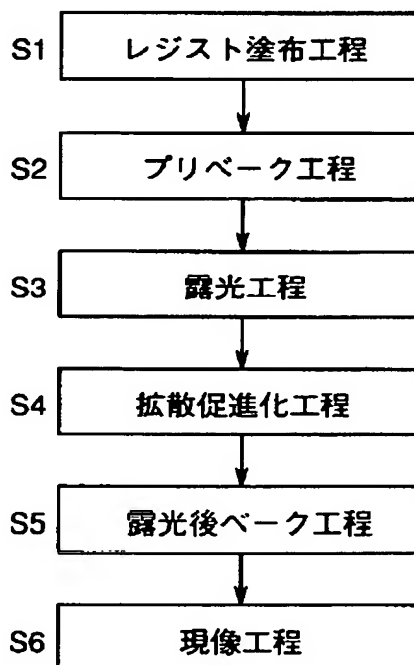 S1 レジスト塗布工程
S2 プリベーク工程
S3 露光工程
S4 拡散促進化工程
S5 露光後ベーク工程
S6 現像工程